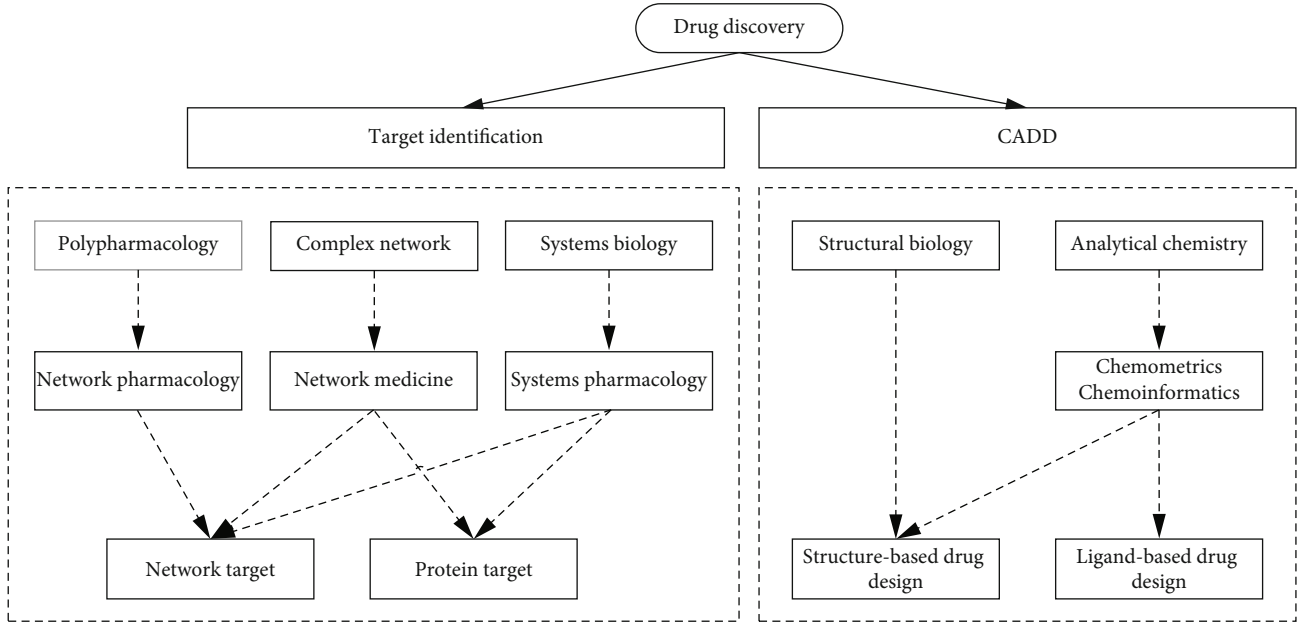 Drug discovery
Target identification
CADD
Polypharmacology
Complex network
Systems biology
Structural biology
Analytical chemistry
Network pharmacology
Network medicine
Systems pharmacology
Chemometrics
Chemoinformatics
Network target
Protein target
Structure-based drug
design
Ligand-based drug
design